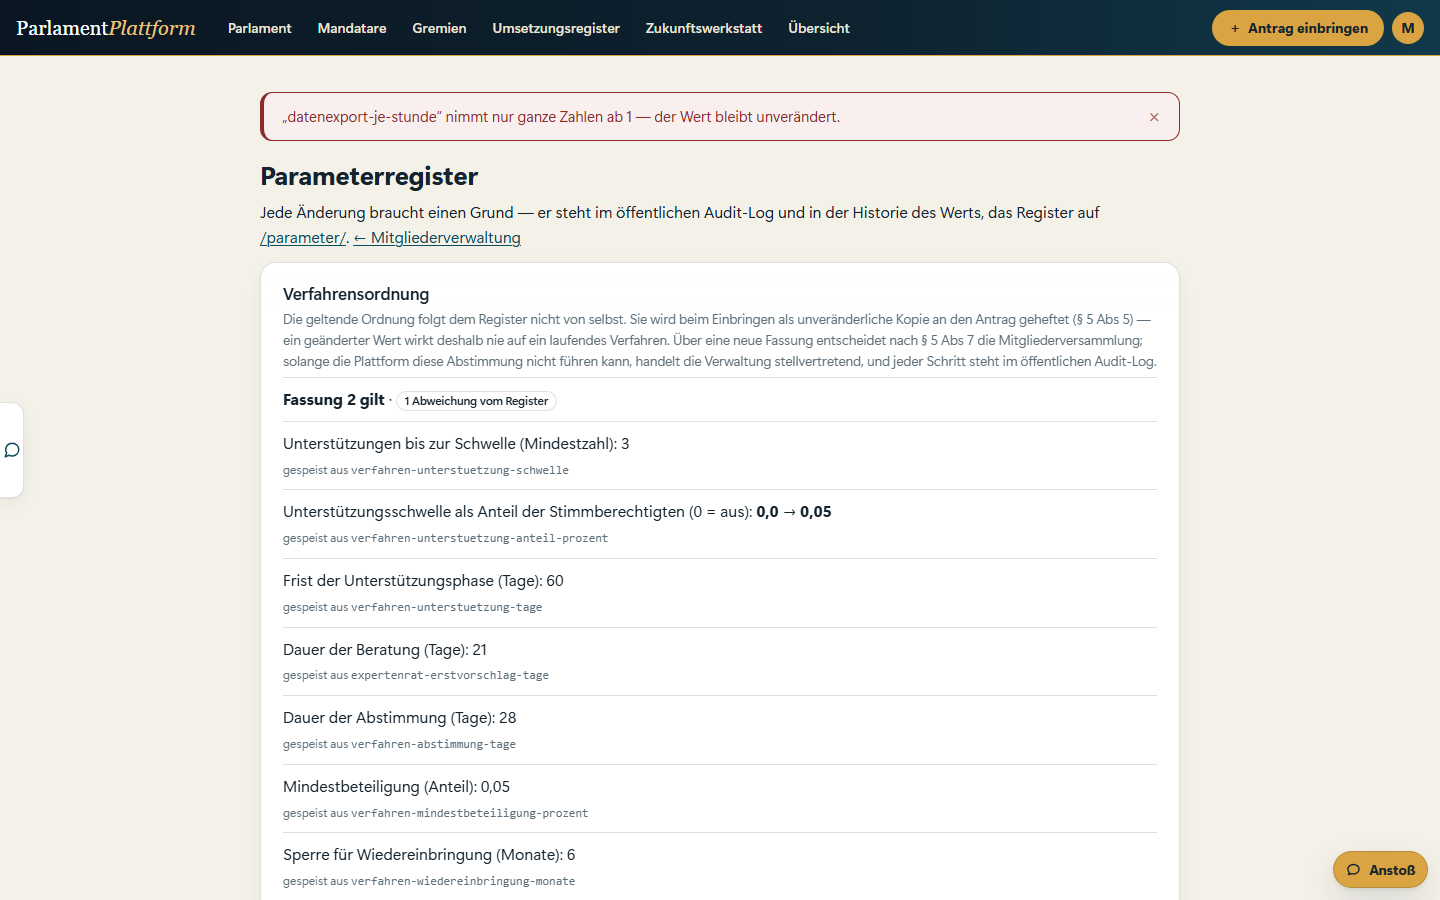 ParlamentPlattform Parlament Mandatare Gremien Umsetzungsregister Zukunftswerkstatt Übersicht + Antrag einbringen M
„datenexport-je-stunde“ nimmt nur ganze Zahlen ab 1 — der Wert bleibt unverändert. ×
Parameterregister
Jede Änderung braucht einen Grund — er steht im öffentlichen Audit-Log und in der Historie des Werts, das Register auf
/parameter/. ← Mitgliederverwaltung
Verfahrensordnung
Die geltende Ordnung folgt dem Register nicht von selbst. Sie wird beim Einbringen als unveränderliche Kopie an den Antrag geheftet (§ 5 Abs 5) —
ein geänderter Wert wirkt deshalb nie auf ein laufendes Verfahren. Über eine neue Fassung entscheidet nach § 5 Abs 7 die Mitgliederversammlung;
solange die Plattform diese Abstimmung nicht führen kann, handelt die Verwaltung stellvertretend, und jeder Schritt steht im öffentlichen Audit-Log.
Fassung 2 gilt · 1 Abweichung vom Register
Unterstützungen bis zur Schwelle (Mindestzahl): 3
gespeist aus verfahren-unterstuetzung-schwelle
Unterstützungsschwelle als Anteil der Stimmberechtigten (0 = aus): 0,0 → 0,05
gespeist aus verfahren-unterstuetzung-anteil-prozent
Frist der Unterstützungsphase (Tage): 60
gespeist aus verfahren-unterstuetzung-tage
Dauer der Beratung (Tage): 21
gespeist aus expertenrat-erstvorschlag-tage
Dauer der Abstimmung (Tage): 28
gespeist aus verfahren-abstimmung-tage
Mindestbeteiligung (Anteil): 0,05
gespeist aus verfahren-mindestbeteiligung-prozent
Sperre für Wiedereinbringung (Monate): 6
gespeist aus verfahren-wiedereinbringung-monate
Anstoß